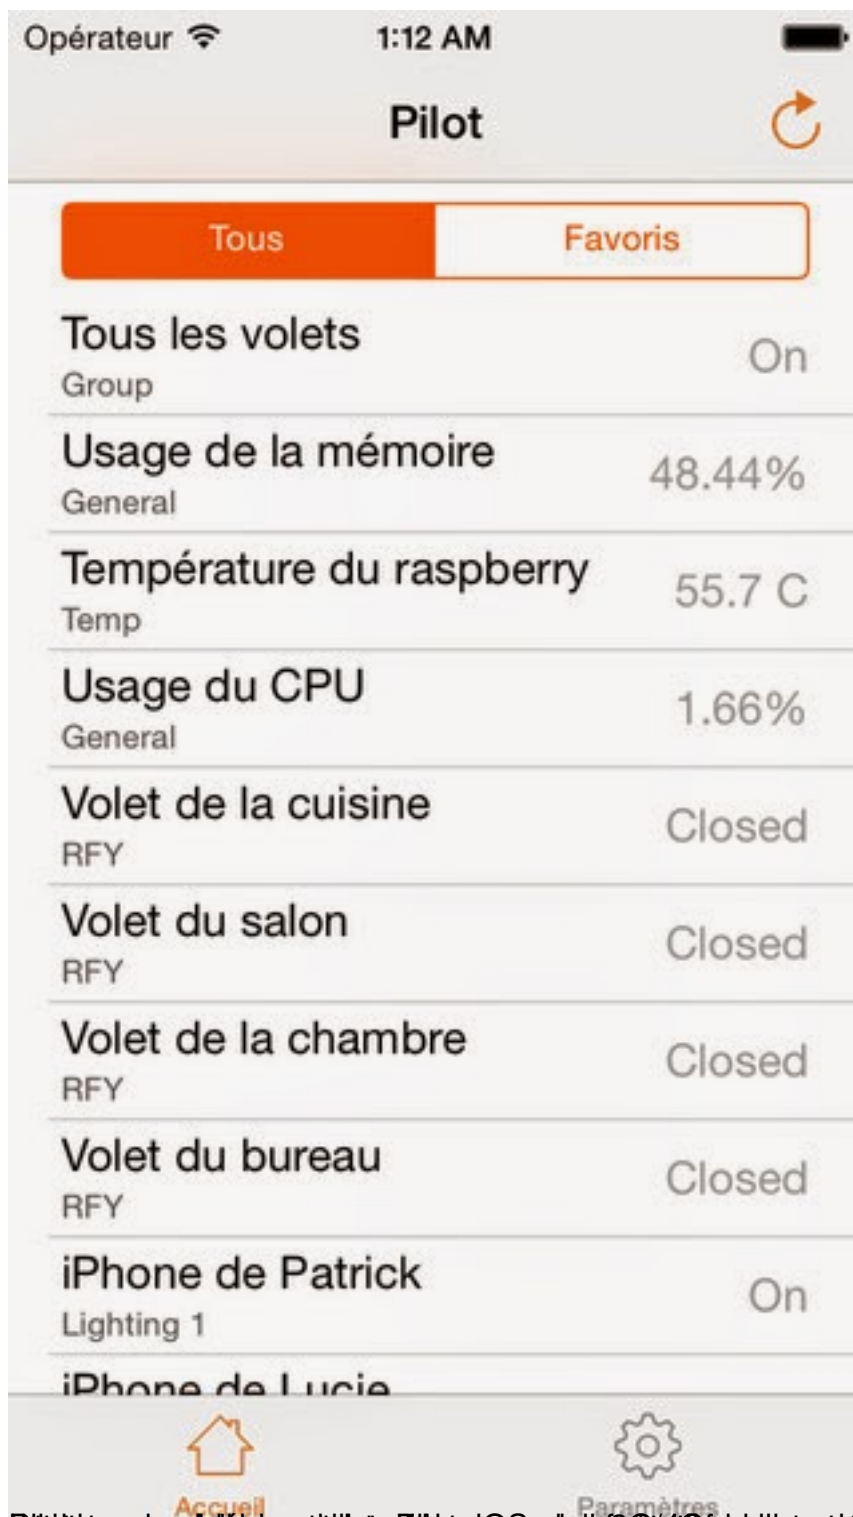 Opérateur 1:12 AM
Pilot
Tous Favoris
Tous les volets
Group
On
Usage de la mémoire
General
48.44%
Température du raspberry
Temp
55.7 C
Usage du CPU
General
1.66%
Volet de la cuisine
RFY
Closed
Volet du salon
RFY
Closed
Volet de la chambre
RFY
Closed
Volet du bureau
RFY
Closed
iPhone de Patrick
Lighting 1
On
iPhone de Lucie
Accueil Paramètres